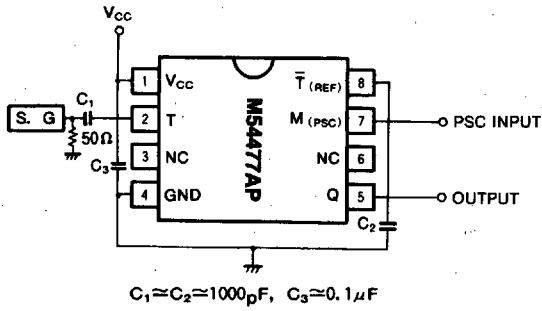 VCC
1 VCC T̅(REF) 8
S. G C1 2 T M(PSC) 7 PSC INPUT
50Ω
C3 3 NC NC 6
M54477AP
4 GND Q 5 OUTPUT
C2
C1≃C2≃1000pF, C3≃0.1μF